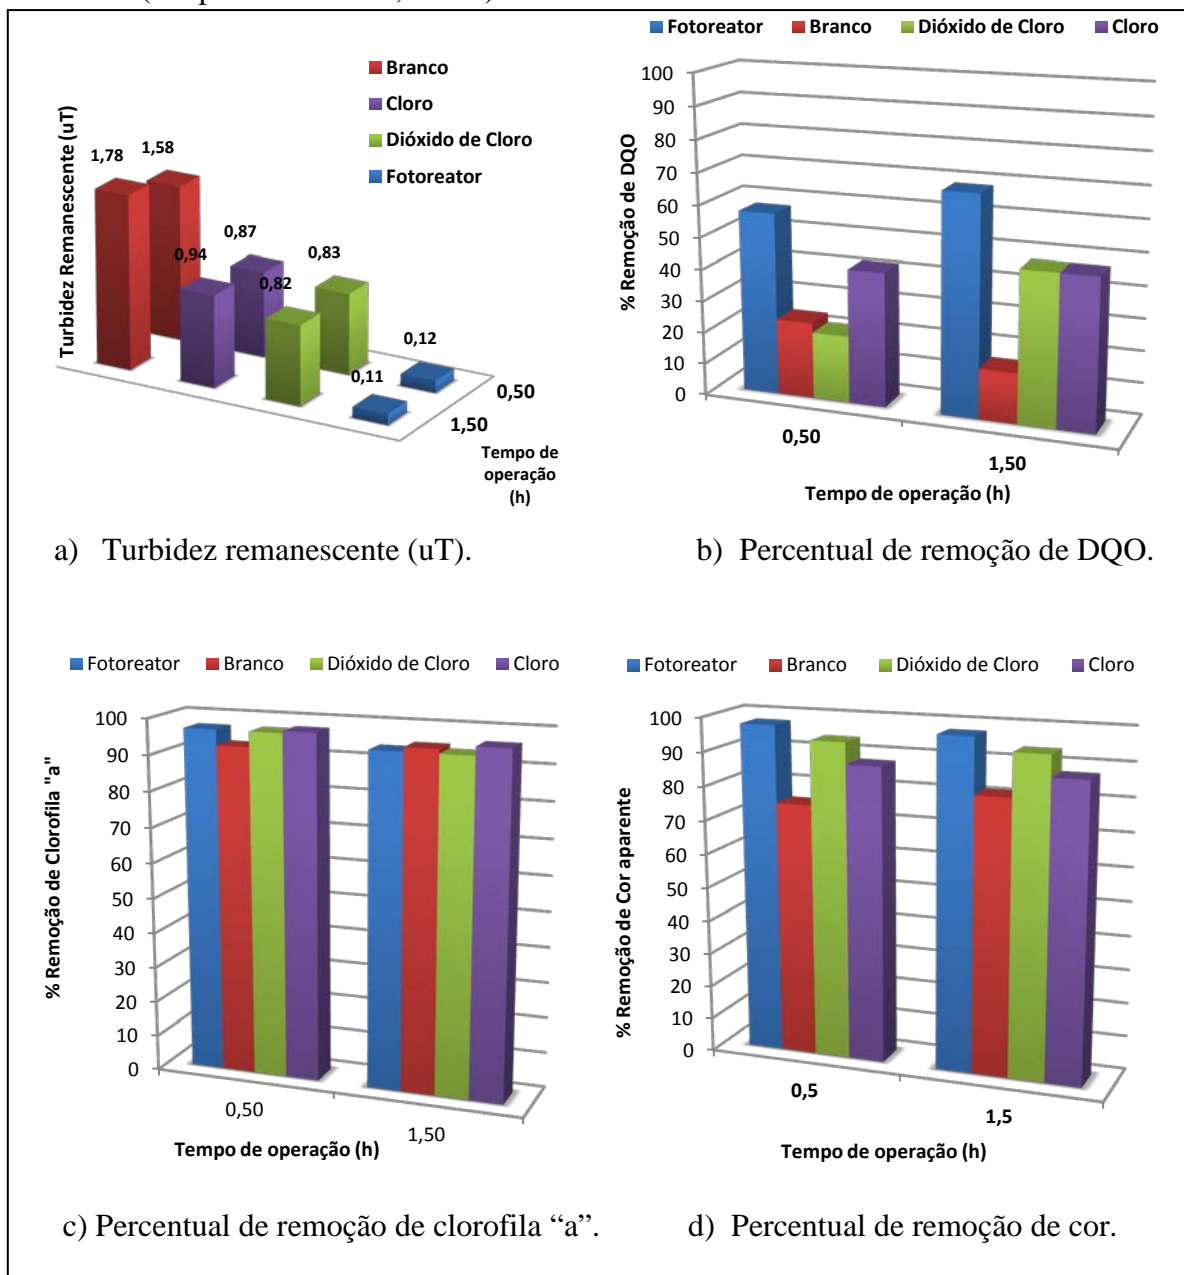 Fotoreator Branco Dióxido de Cloro Cloro
Branco
Cloro
Dióxido de Cloro
Fotoreator
Turbidez Remanescente (uT)
1,78
1,58
0,94
0,87
0,82
0,83
0,11
0,12
0,50
1,50
Tempo de
operação
(h)
a) Turbidez remanescente (uT).
% Remoção de DQO
100
90
80
70
60
50
40
30
20
10
0
0,50
1,50
Tempo de operação (h)
b) Percentual de remoção de DQO.
Fotoreator Branco Dióxido de Cloro Cloro
% Remoção de Clorofila "a"
100
90
80
70
60
50
40
30
20
10
0
0,50
1,50
Tempo de operação (h)
c) Percentual de remoção de clorofila “a”.
Fotoreator Branco Dióxido de Cloro Cloro
% Remoção de Cor aparente
100
90
80
70
60
50
40
30
20
10
0
0,5
1,5
Tempo de operação (h)
d) Percentual de remoção de cor.